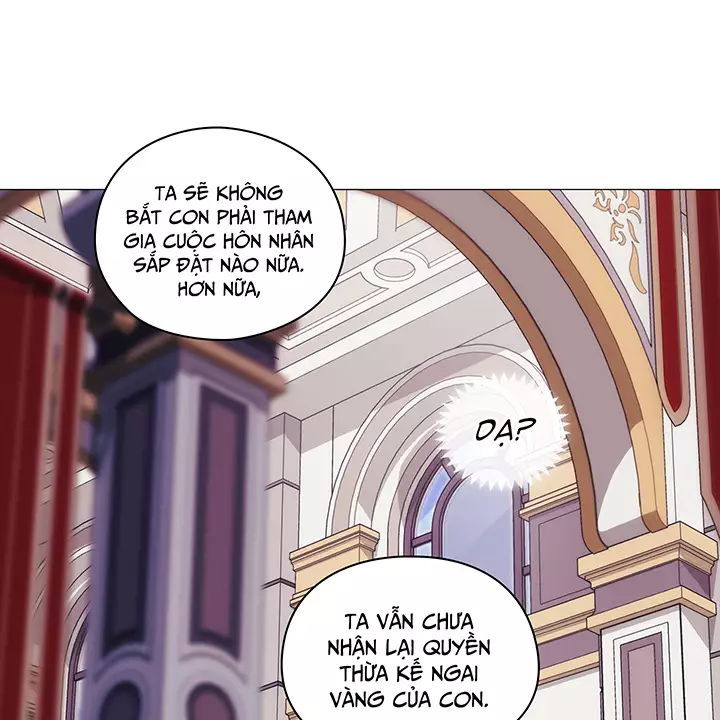 TA SẼ KHÔNG
BẮT CON PHẢI THAM
GIA CUỘC HÔN NHÂN
SẮP ĐẶT NÀO NỮA.
HƠN NỮA,
DẠ?
TA VẪN CHƯA
NHẬN LẠI QUYỀN
THỪA KẾ NGAI
VÀNG CỦA CON.